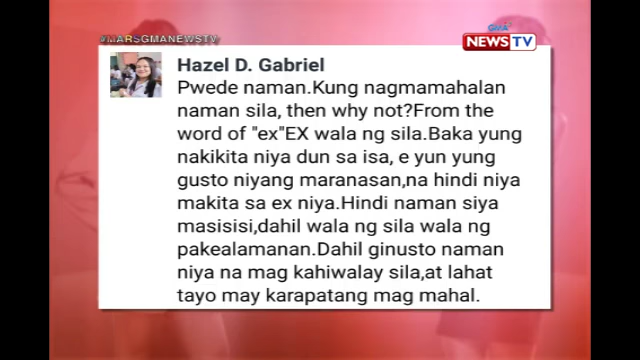 #MARSGMANEWSTV
GMA
NEWS TV
Hazel D. Gabriel
Pwede naman.Kung nagmamahalan
naman sila, then why not?From the
word of "ex"EX wala ng sila.Baka yung
nakikita niya dun sa isa, e yun yung
gusto niyang maranasan,na hindi niya
makita sa ex niya.Hindi naman siya
masisisi,dahil wala ng sila wala ng
pakealamanan.Dahil ginusto naman
niya na mag kahiwalay sila,at lahat
tayo may karapatang mag mahal.